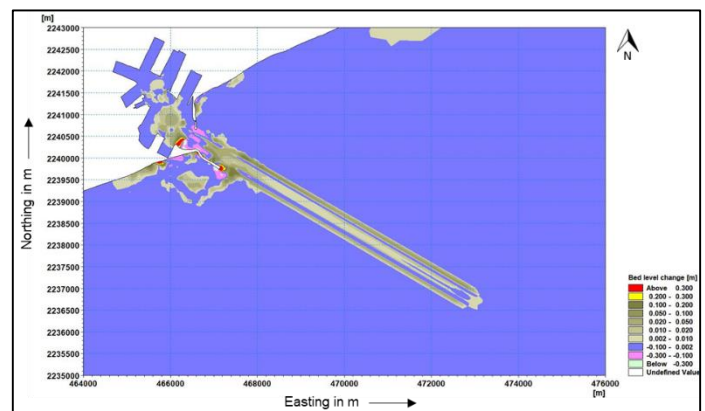 [m]
2243000
2242500
2242000
2241500
2241000
2240500
2240000
2239500
2239000
2238500
2238000
2237500
2237000
2236500
2236000
2235500
2235000
464000 466000 468000 470000 472000 474000 476000
[m]
Northing in m
Easting in m
N
Bed level change [m]
Above 0.300
0.200 - 0.300
0.100 - 0.200
0.050 - 0.100
0.020 - 0.050
0.010 - 0.020
0.002 - 0.010
-0.100 - 0.002
-0.300 - -0.100
Below -0.300
Undefined Value